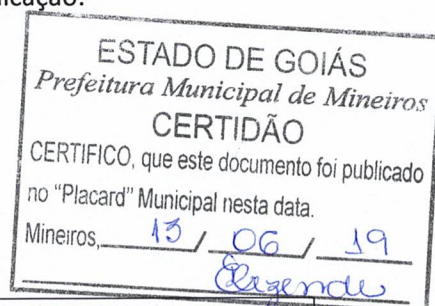 icação.
ESTADO DE GOIÁS
Prefeitura Municipal de Mineiros
CERTIDÃO
CERTIFICO, que este documento foi publicado
no "Placard" Municipal nesta data.
Mineiros, 13 / 06 / 19